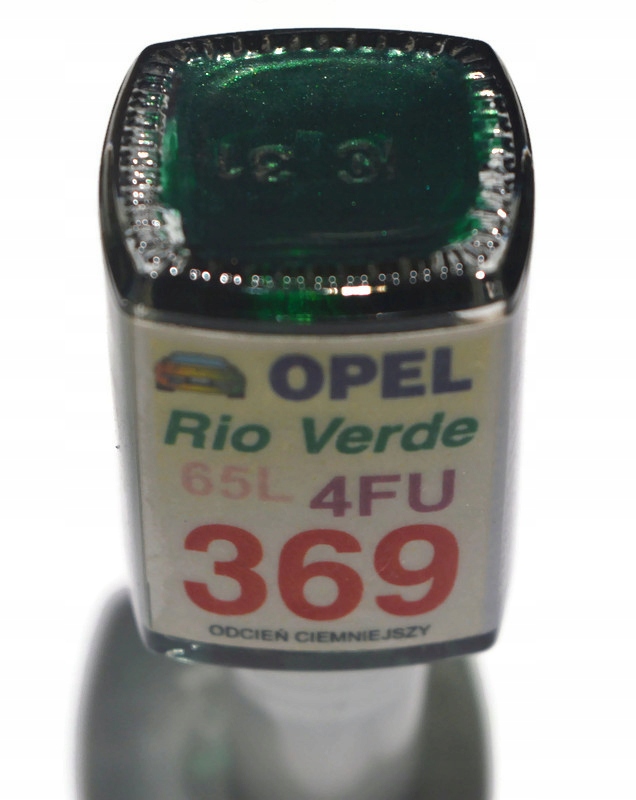 OPEL
Rio Verde
65L 4FU
369
ODCIEŃ CIEMNIEJSZY